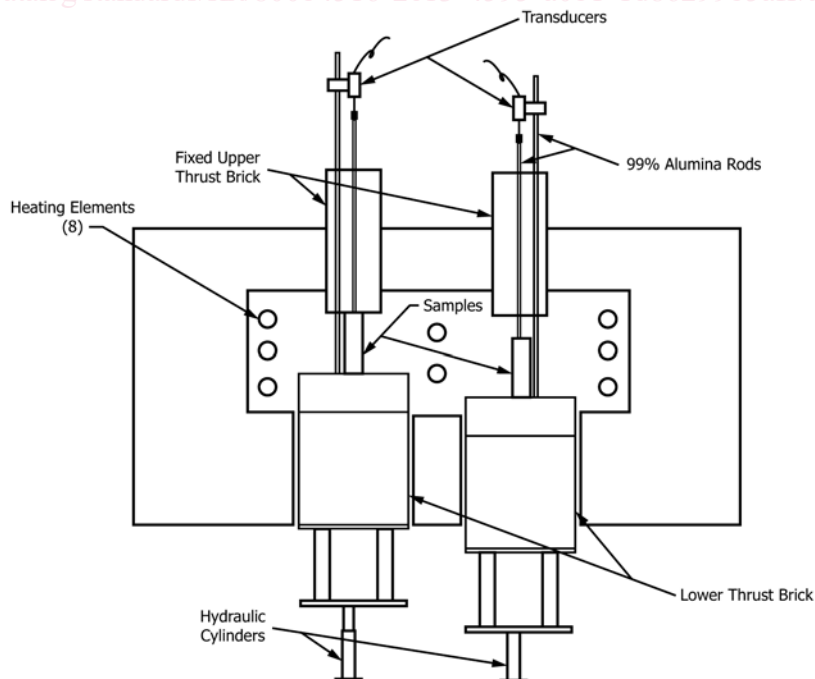 Transducers
Fixed Upper
Thrust Brick
99% Alumina Rods
Heating Elements
(8)
Samples
Lower Thrust Brick
Hydraulic
Cylinders